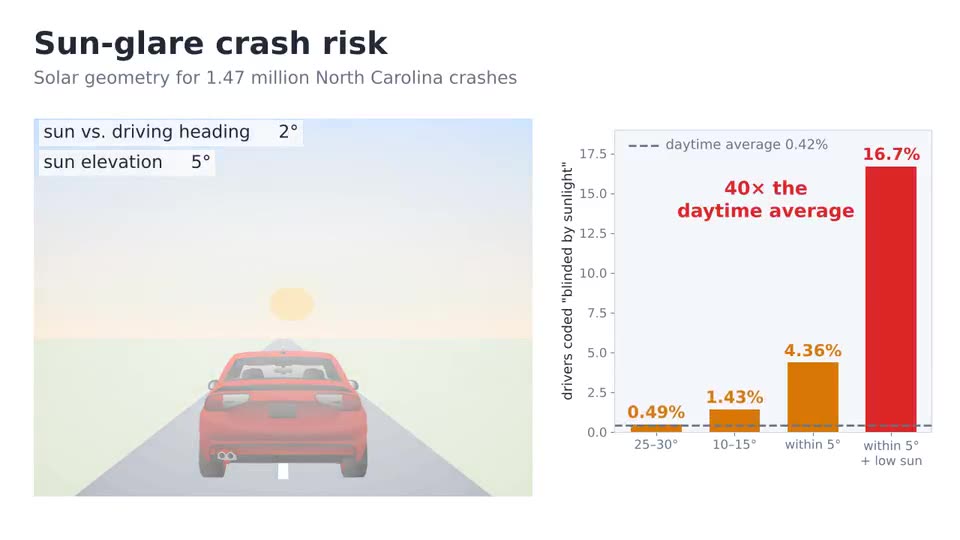 Sun-glare crash risk
Solar geometry for 1.47 million North Carolina crashes
sun vs. driving heading 2°
sun elevation 5°
drivers coded "blinded by sunlight"
17.5
15.0
12.5
10.0
7.5
5.0
2.5
0.0
daytime average 0.42%
40× the
daytime average
0.49%
1.43%
4.36%
16.7%
25–30°
10–15°
within 5°
within 5°
+ low sun